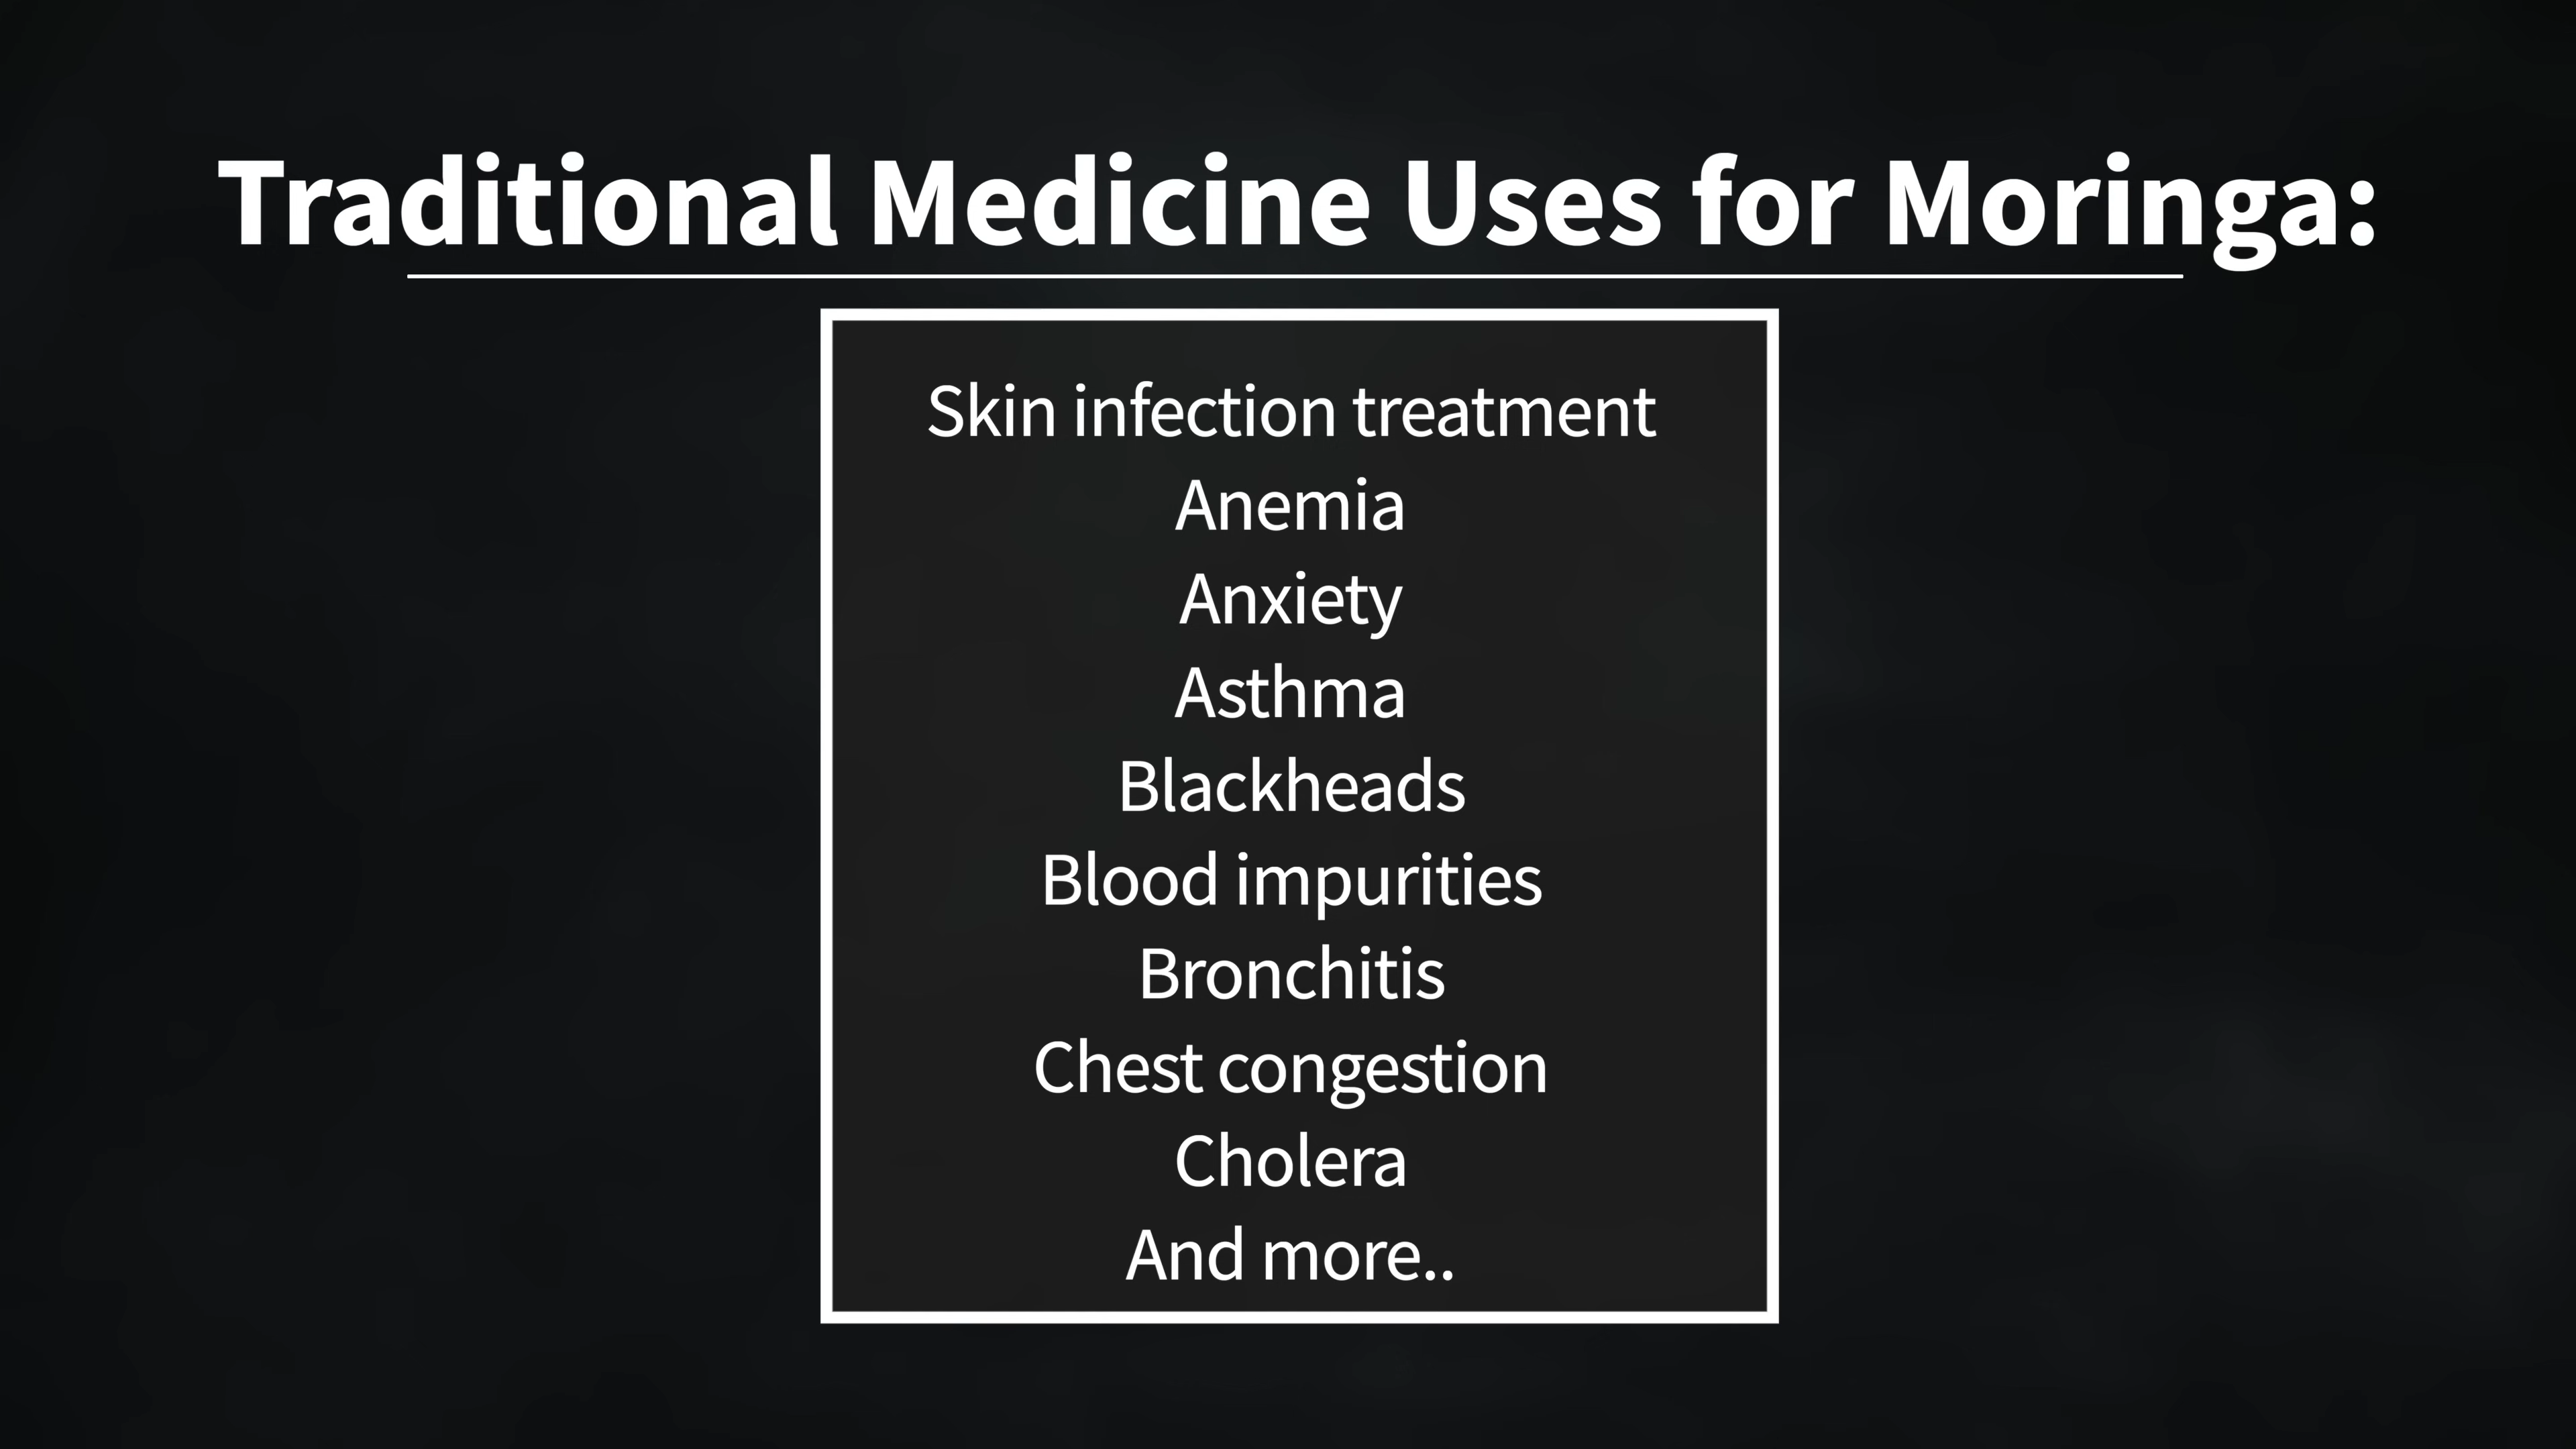 Traditional Medicine Uses for Moringa:
Skin infection treatment
Anemia
Anxiety
Asthma
Blackheads
Blood impurities
Bronchitis
Chest congestion
Cholera
And more..